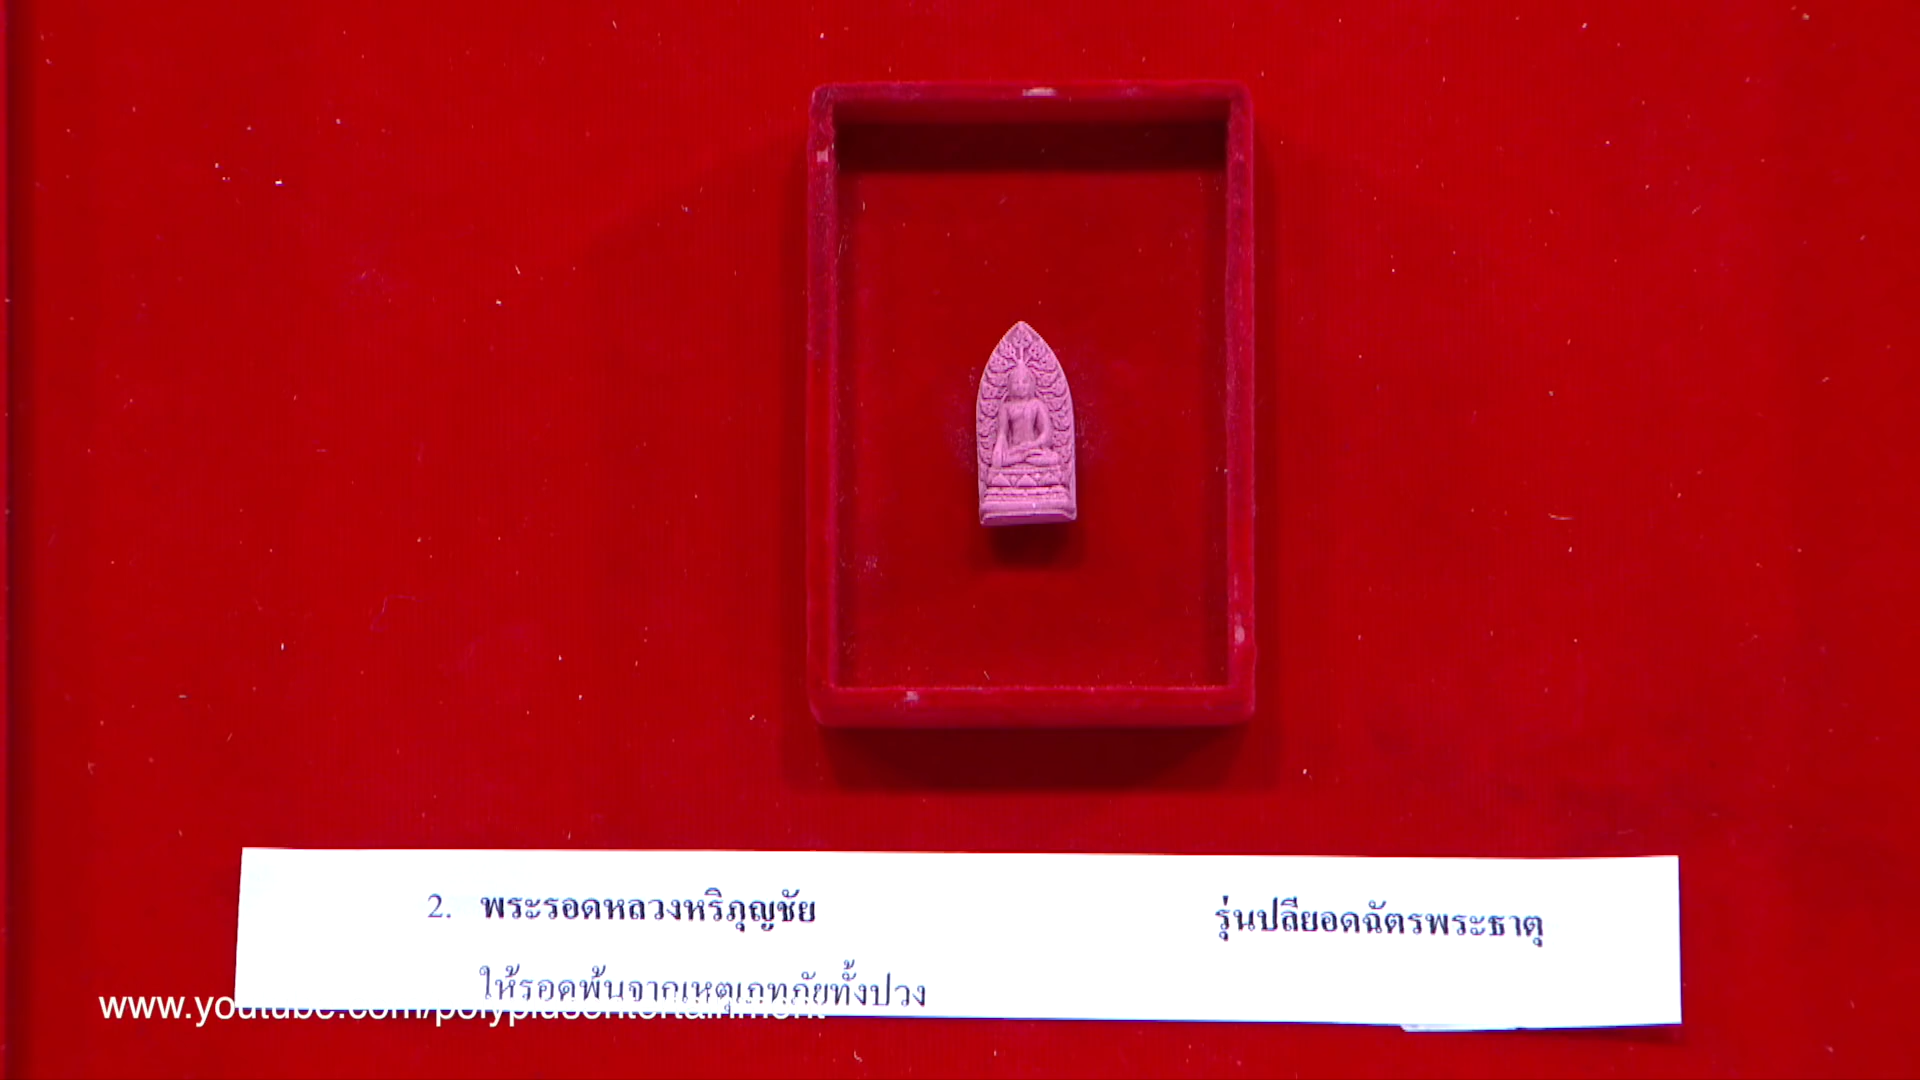 2. พระรอดหลวงหริภุญชัย รุ่นปลียอดฉัตรพระธาตุ
ให้รอดพ้นจากเหตุเภทภัยทั้งปวง
www.youtube.com/polyplusentertainment